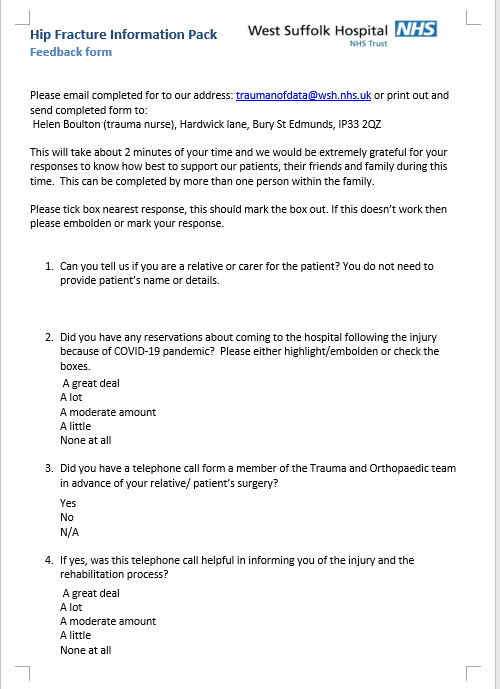 Hip Fracture Information Pack
West Suffolk Hospital NHS
NHS Trust
Feedback form
Please email completed for to our address: traumanofdata@wsh.nhs.uk or print out and
send completed form to:
Helen Boulton (trauma nurse), Hardwick lane, Bury St Edmunds, IP33 2QZ
This will take about 2 minutes of your time and we would be extremely grateful for your
responses to know how best to support our patients, their friends and family during this
time. This can be completed by more than one person within the family.
Please tick box nearest response, this should mark the box out. If this doesn't work then
please embolden or mark your response.
1. Can you tell us if you are a relative or carer for the patient? You do not need to
provide patient's name or details.
2. Did you have any reservations about coming to the hospital following the injury
because of COVID-19 pandemic? Please either highlight/embolden or check the
boxes.
A great deal
A lot
A moderate amount
A little
None at all
3. Did you have a telephone call form a member of the Trauma and Orthopaedic team
in advance of your relative/ patient's surgery?
Yes
No
N/A
4. If yes, was this telephone call helpful in informing you of the injury and the
rehabilitation process?
A great deal
A lot
A moderate amount
A little
None at all